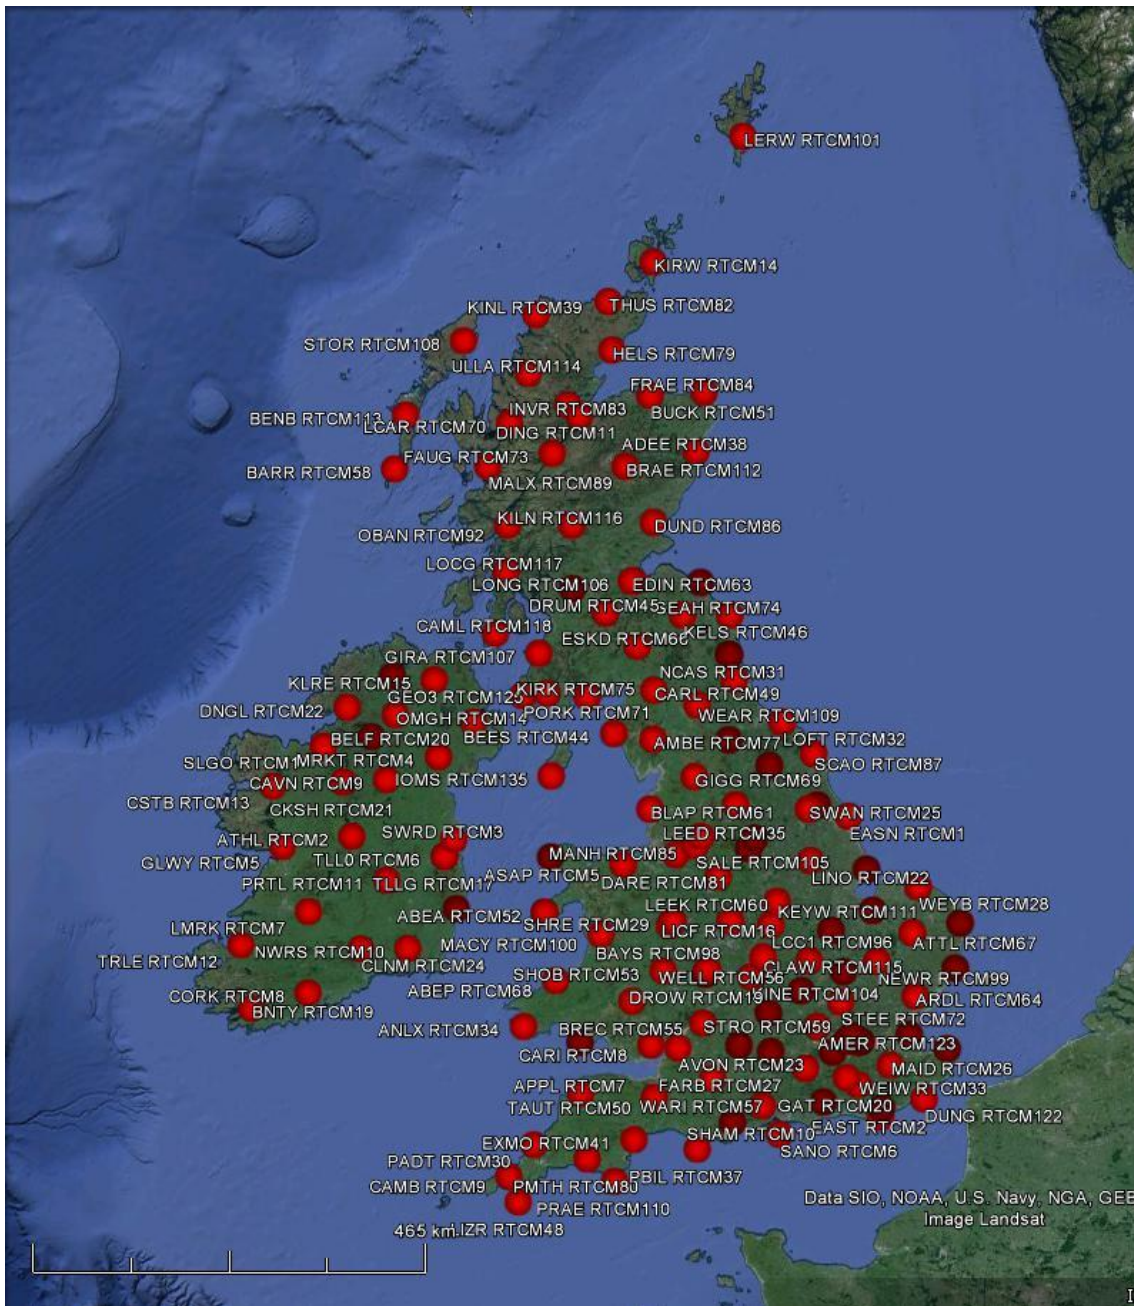 LERW RTCM101
KIRW RTCM14
KINL RTCM39
THUS RTCM82
STOR RTCM108
HELS RTCM79
ULLA RTCM114
FRAE RTCM84
INVR RTCM83
BUCK RTCM51
BENB RTCM113
LCAR RTCM70
DING RTCM11
ADEE RTCM38
FAUG RTCM73
BARR RTCM58
BRAE RTCM112
MALX RTCM89
KILN RTCM116
DUND RTCM86
OBAN RTCM92
LOCG RTCM117
LONG RTCM106
EDIN RTCM63
DRUM RTCM45
SEAH RTCM74
CAML RTCM118
KELS RTCM46
ESKD RTCM66
GIRA RTCM107
NCAS RTCM31
KLRE RTCM15
GEO3 RTCM125
KIRK RTCM75
CARL RTCM49
DNGL RTCM22
OMGH RTCM14
PORK RTCM71
WEAR RTCM109
BELF RTCM20
BEES RTCM44
AMBE RTCM77
LOFT RTCM32
SLGO RTCM1
MRKT RTCM4
SCAO RTCM87
CAVN RTCM9
IOMS RTCM135
GIGG RTCM69
CSTB RTCM13
CKSH RTCM21
BLAP RTCM61
SWAN RTCM25
ATHL RTCM2
SWRD RTCM3
LEED RTCM35
EASN RTCM1
GLWY RTCM5
TLL0 RTCM6
MANH RTCM85
SALE RTCM105
PRTL RTCM11
TLLG RTCM17
ASAP RTCM5
DARE RTCM81
LINO RTCM22
ABEA RTCM52
LEEK RTCM60
KEYW RTCM111
WEYB RTCM28
LMRK RTCM7
SHRE RTCM29
LICF RTCM16
NWRS RTCM10
MACY RTCM100
LCC1 RTCM96
ATTL RTCM67
TRLE RTCM12
CLNM RTCM24
BAYS RTCM98
CLAW RTCM115
SHOB RTCM53
WELL RTCM56
NEWR RTCM99
CORK RTCM8
ABEP RTCM68
DROW RTCM19
KINE RTCM104
ARDL RTCM64
BNTY RTCM19
ANLX RTCM34
BREC RTCM55
STRO RTCM59
STEE RTCM72
CARI RTCM8
AMER RTCM123
AVON RTCM23
MAID RTCM26
APPL RTCM7
FARB RTCM27
WEIW RTCM33
TAUT RTCM50
WARI RTCM57
GAT RTCM20
DUNG RTCM122
EXMO RTCM41
SHAM RTCM10
EAST RTCM2
SANO RTCM6
PADT RTCM30
PBIL RTCM37
CAMB RTCM9
PMTH RTCM80
PRAE RTCM110
465 km
LIZR RTCM48
Data SIO, NOAA, U.S. Navy, NGA, GEB
Image Landsat